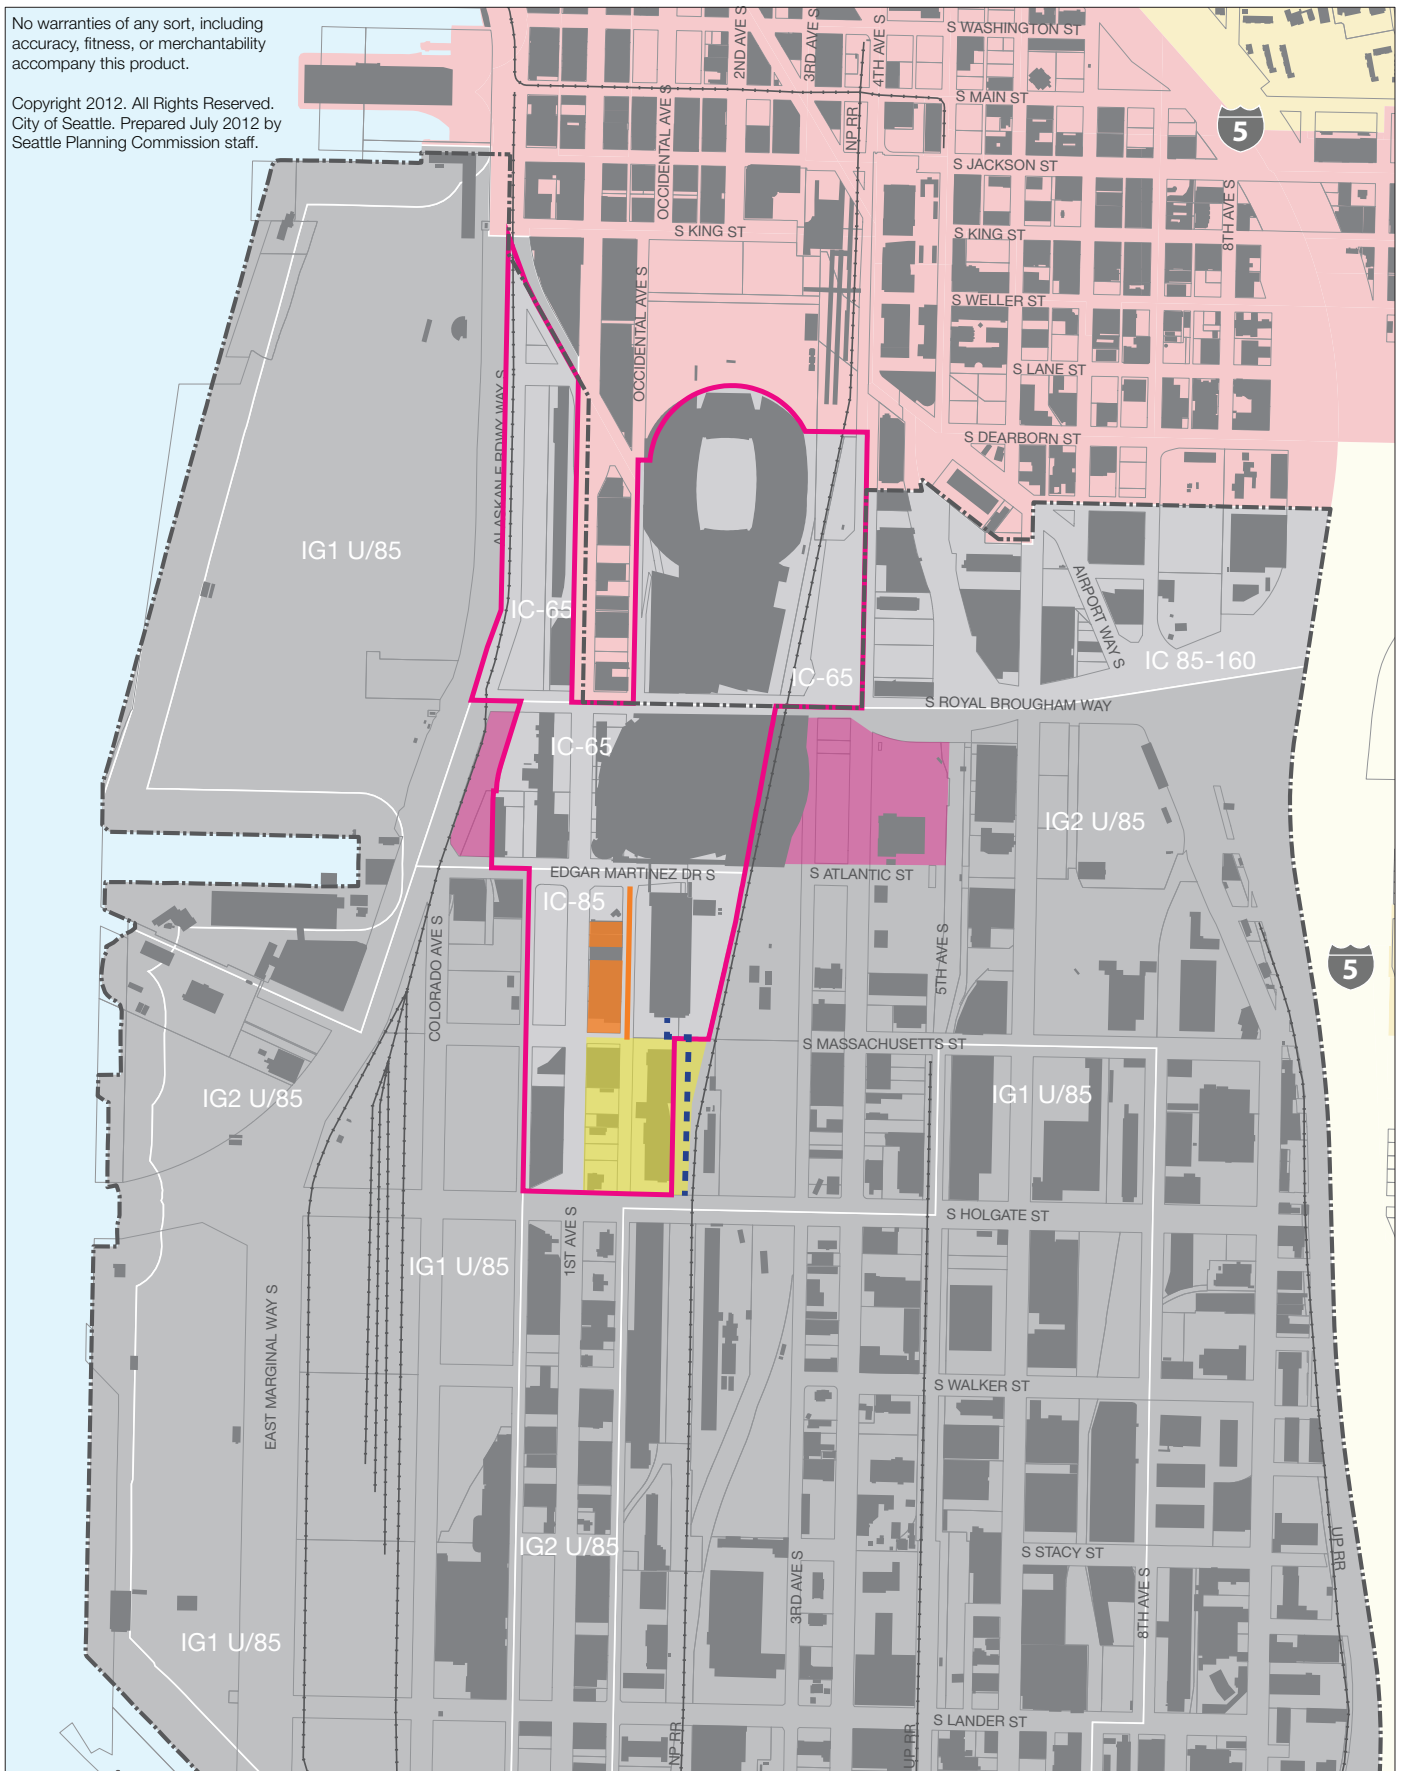 No warranties of any sort, including
accuracy, fitness, or merchantability
accompany this product.
Copyright 2012. All Rights Reserved.
City of Seattle. Prepared July 2012 by
Seattle Planning Commission staff.
2ND AVE S
3RD AVE S
4TH AVE S
S WASHINGTON ST
S MAIN ST
5
OCCIDENTAL AVE S
NP RR
S JACKSON ST
8TH AVE S
S KING ST
S KING ST
OCCIDENTAL AVE S
S WELLER ST
S LANE ST
ALASKAN E RDWY WAY S
S DEARBORN ST
IG1 U/85
IC-65
AIRPORT WAY S
IC 85-160
IC-65
S ROYAL BROUGHAM WAY
IC-65
IG2 U/85
EDGAR MARTINEZ DR S
S ATLANTIC ST
IC-85
COLORADO AVE S
5TH AVE S
5
S MASSACHUSETTS ST
IG2 U/85
IG1 U/85
S HOLGATE ST
1ST AVE S
IG1 U/85
EAST MARGINAL WAY S
S WALKER ST
IG2 U/85
S STACY ST
UP RR
3RD AVE S
8TH AVE S
IG1 U/85
S LANDER ST
NP RR
UP RR